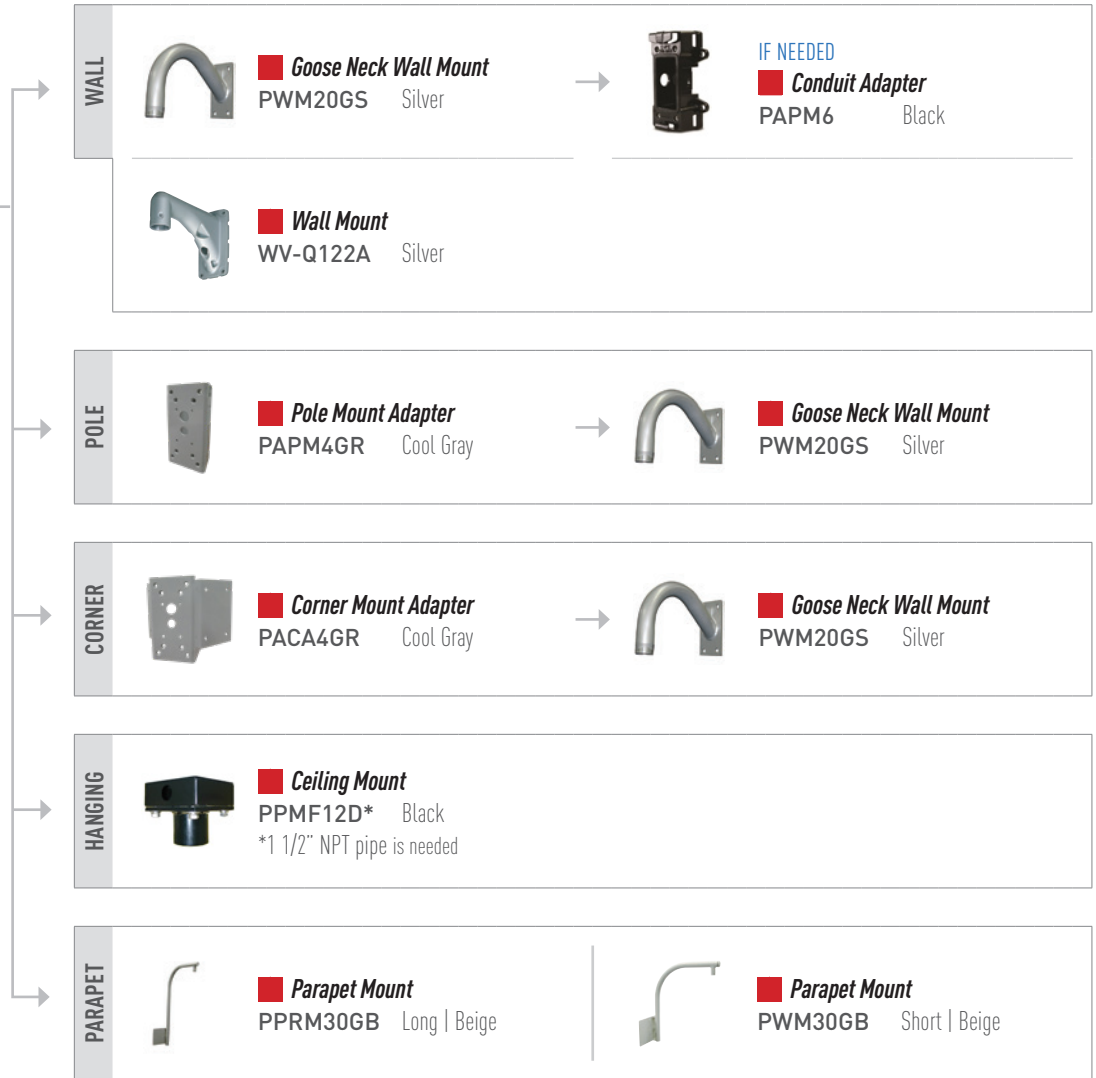 WALL
Goose Neck Wall Mount
PWM20GS Silver
IF NEEDED
Conduit Adapter
PAPM6 Black
Wall Mount
WV-Q122A Silver
POLE
Pole Mount Adapter
PAPM4GR Cool Gray
Goose Neck Wall Mount
PWM20GS Silver
CORNER
Corner Mount Adapter
PACA4GR Cool Gray
Goose Neck Wall Mount
PWM20GS Silver
HANGING
Ceiling Mount
PPMF12D* Black
*1 1/2" NPT pipe is needed
PARAPET
Parapet Mount
PPRM30GB Long | Beige
Parapet Mount
PWM30GB Short | Beige